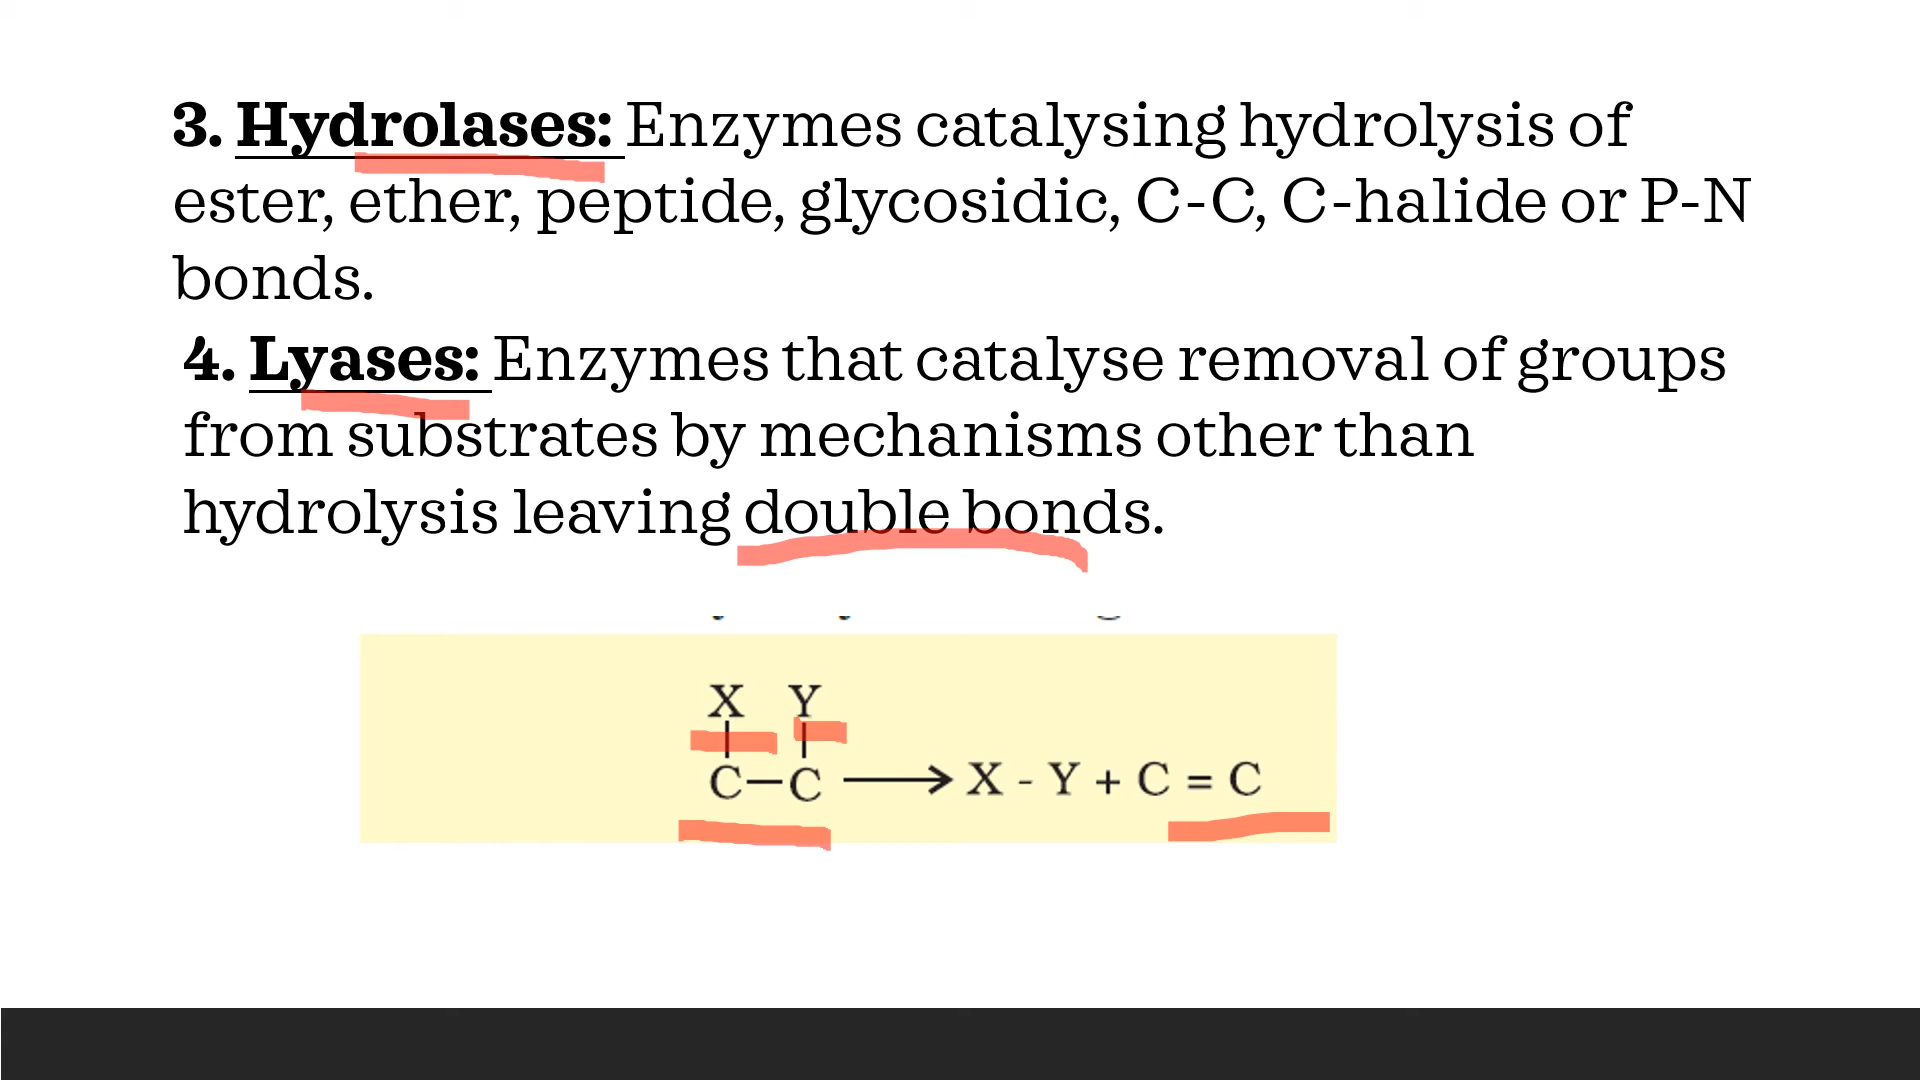 3. Hydrolases: Enzymes catalysing hydrolysis of
ester, ether, peptide, glycosidic, C-C, C-halide or P-N
bonds.
4. Lyases: Enzymes that catalyse removal of groups
from substrates by mechanisms other than
hydrolysis leaving double bonds.
X Y
C—C ⟶ X - Y + C = C